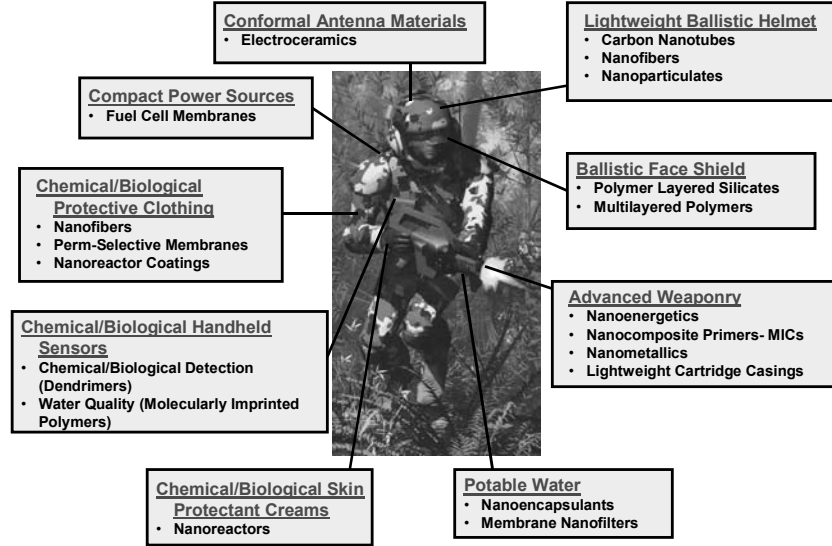 Conformal Antenna Materials
• Electroceramics
Lightweight Ballistic Helmet
• Carbon Nanotubes
• Nanofibers
• Nanoparticulates
Compact Power Sources
• Fuel Cell Membranes
Ballistic Face Shield
• Polymer Layered Silicates
• Multilayered Polymers
Chemical/Biological
Protective Clothing
• Nanofibers
• Perm-Selective Membranes
• Nanoreactor Coatings
Advanced Weaponry
• Nanoenergetics
• Nanocomposite Primers- MICs
• Nanometallics
• Lightweight Cartridge Casings
Chemical/Biological Handheld
Sensors
• Chemical/Biological Detection
(Dendrimers)
• Water Quality (Molecularly Imprinted
Polymers)
Chemical/Biological Skin
Protectant Creams
• Nanoreactors
Potable Water
• Nanoencapsulants
• Membrane Nanofilters